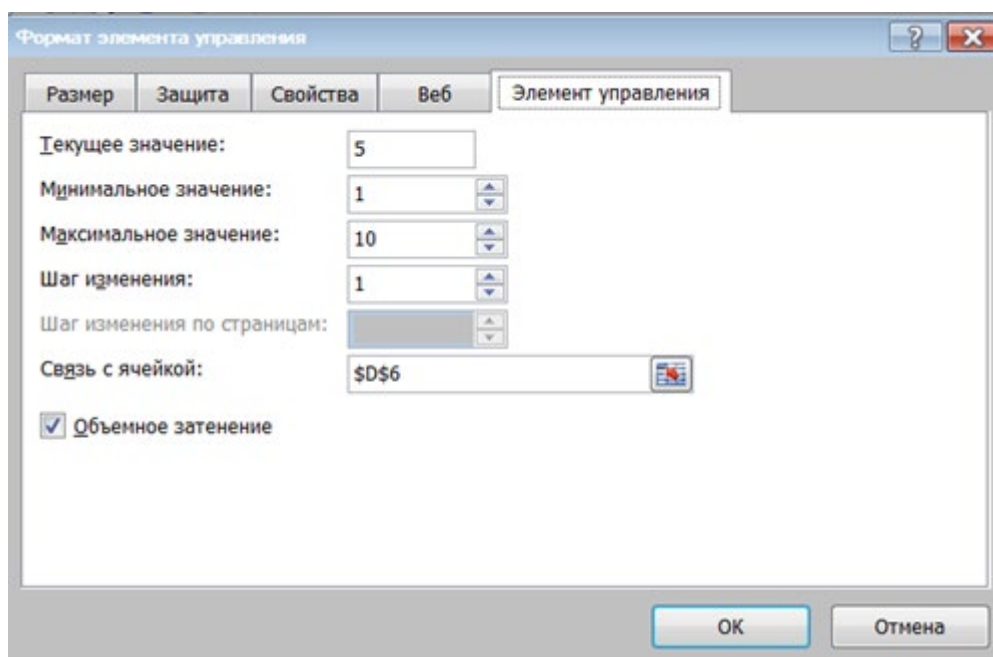 Формат элемента управления
Размер Защита Свойства Веб Элемент управления
Текущее значение: 5
Минимальное значение: 1
Максимальное значение: 10
Шаг изменения: 1
Шаг изменения по страницам:
Связь с ячейкой: $D$6
Объемное затенение
ОК Отмена